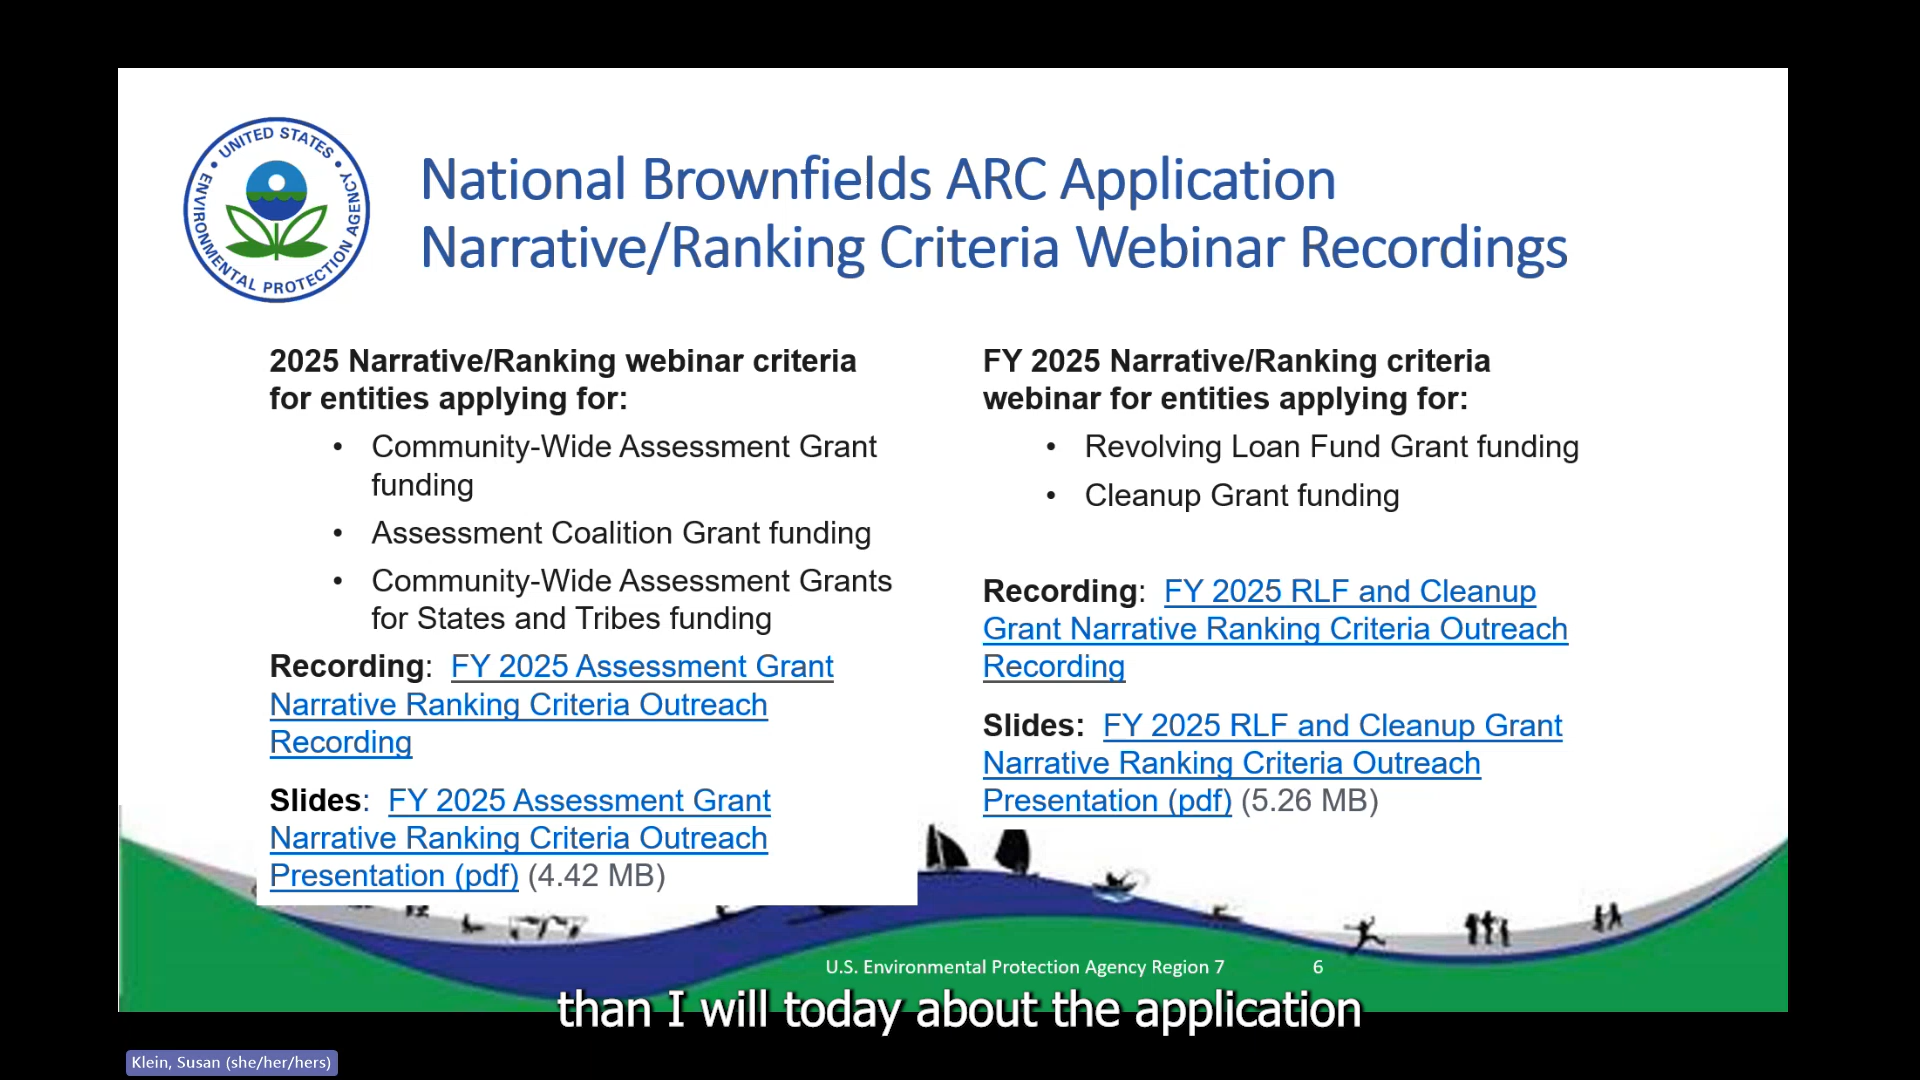 UNITED STATES
ENVIRONMENTAL PROTECTION AGENCY
National Brownfields ARC Application
Narrative/Ranking Criteria Webinar Recordings
2025 Narrative/Ranking webinar criteria
for entities applying for:
• Community-Wide Assessment Grant
funding
• Assessment Coalition Grant funding
• Community-Wide Assessment Grants
for States and Tribes funding
Recording: FY 2025 Assessment Grant
Narrative Ranking Criteria Outreach
Recording
Slides: FY 2025 Assessment Grant
Narrative Ranking Criteria Outreach
Presentation (pdf) (4.42 MB)
FY 2025 Narrative/Ranking criteria
webinar for entities applying for:
• Revolving Loan Fund Grant funding
• Cleanup Grant funding
Recording: FY 2025 RLF and Cleanup
Grant Narrative Ranking Criteria Outreach
Recording
Slides: FY 2025 RLF and Cleanup Grant
Narrative Ranking Criteria Outreach
Presentation (pdf) (5.26 MB)
U.S. Environmental Protection Agency Region 7 6
than I will today about the application
Klein, Susan (she/her/hers)